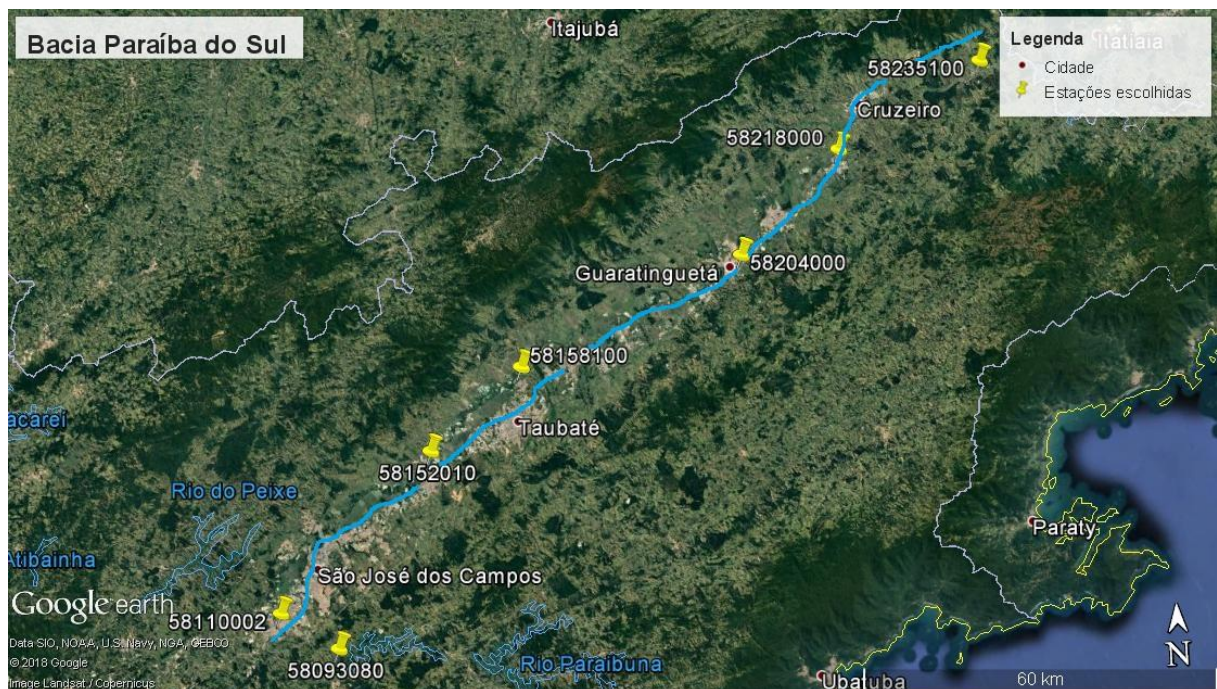 Bacia Paraíba do Sul
Itajubá
Legenda
Itatiaia
Cidade
Estações escolhidas
58235100
Cruzeiro
58218000
58204000
Guaratinguetá
58158100
acareí
Taubaté
58152010
Rio do Peixe
Paraty
Atibainha
São José dos Campos
Google earth
58110002
Data SIO, NOAA, U.S. Navy, NGA, GEBCO
© 2018 Google
58093080
Rio Paraibuna
Image Landsat / Copernicus
Ubatuba
60 km
N